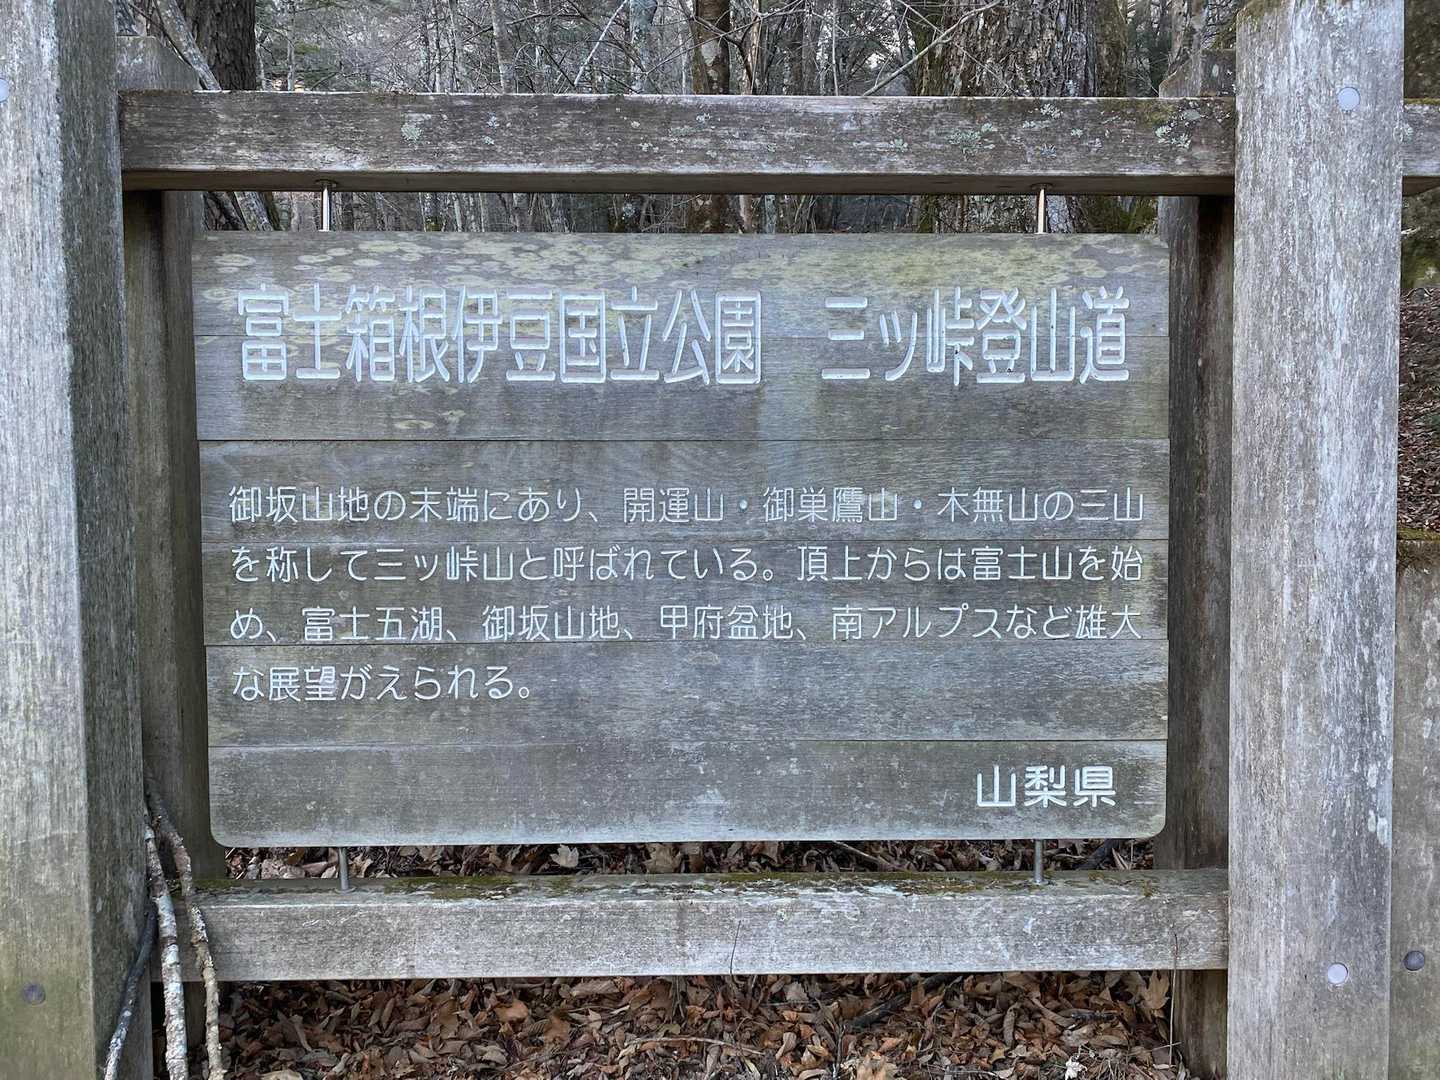 富士箱根伊豆国立公園　三ッ峠登山道
御坂山地の末端にあり、開運山・御巣鷹山・木無山の三山
を称して三ッ峠山と呼ばれている。頂上からは富士山を始
め、富士五湖、御坂山地、甲府盆地、南アルプスなど雄大
な展望がえられる。
山梨県